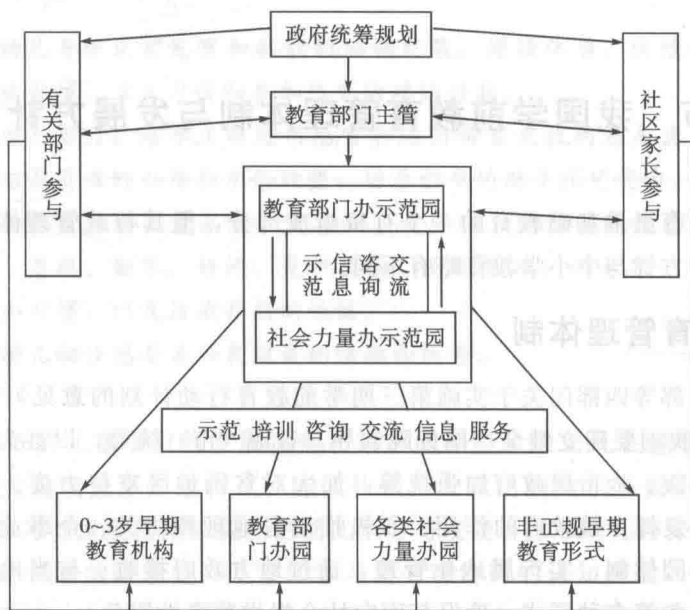 政府统筹规划
有关部门参与
教育部门主管
社区家长参与
教育部门办示范园
示范 信息 咨询 交流
社会力量办示范园
示范 培训 咨询 交流 信息 服务
0~3岁早期
教育机构
教育部
门办园
各类社会
力量办园
非正规早期
教育形式